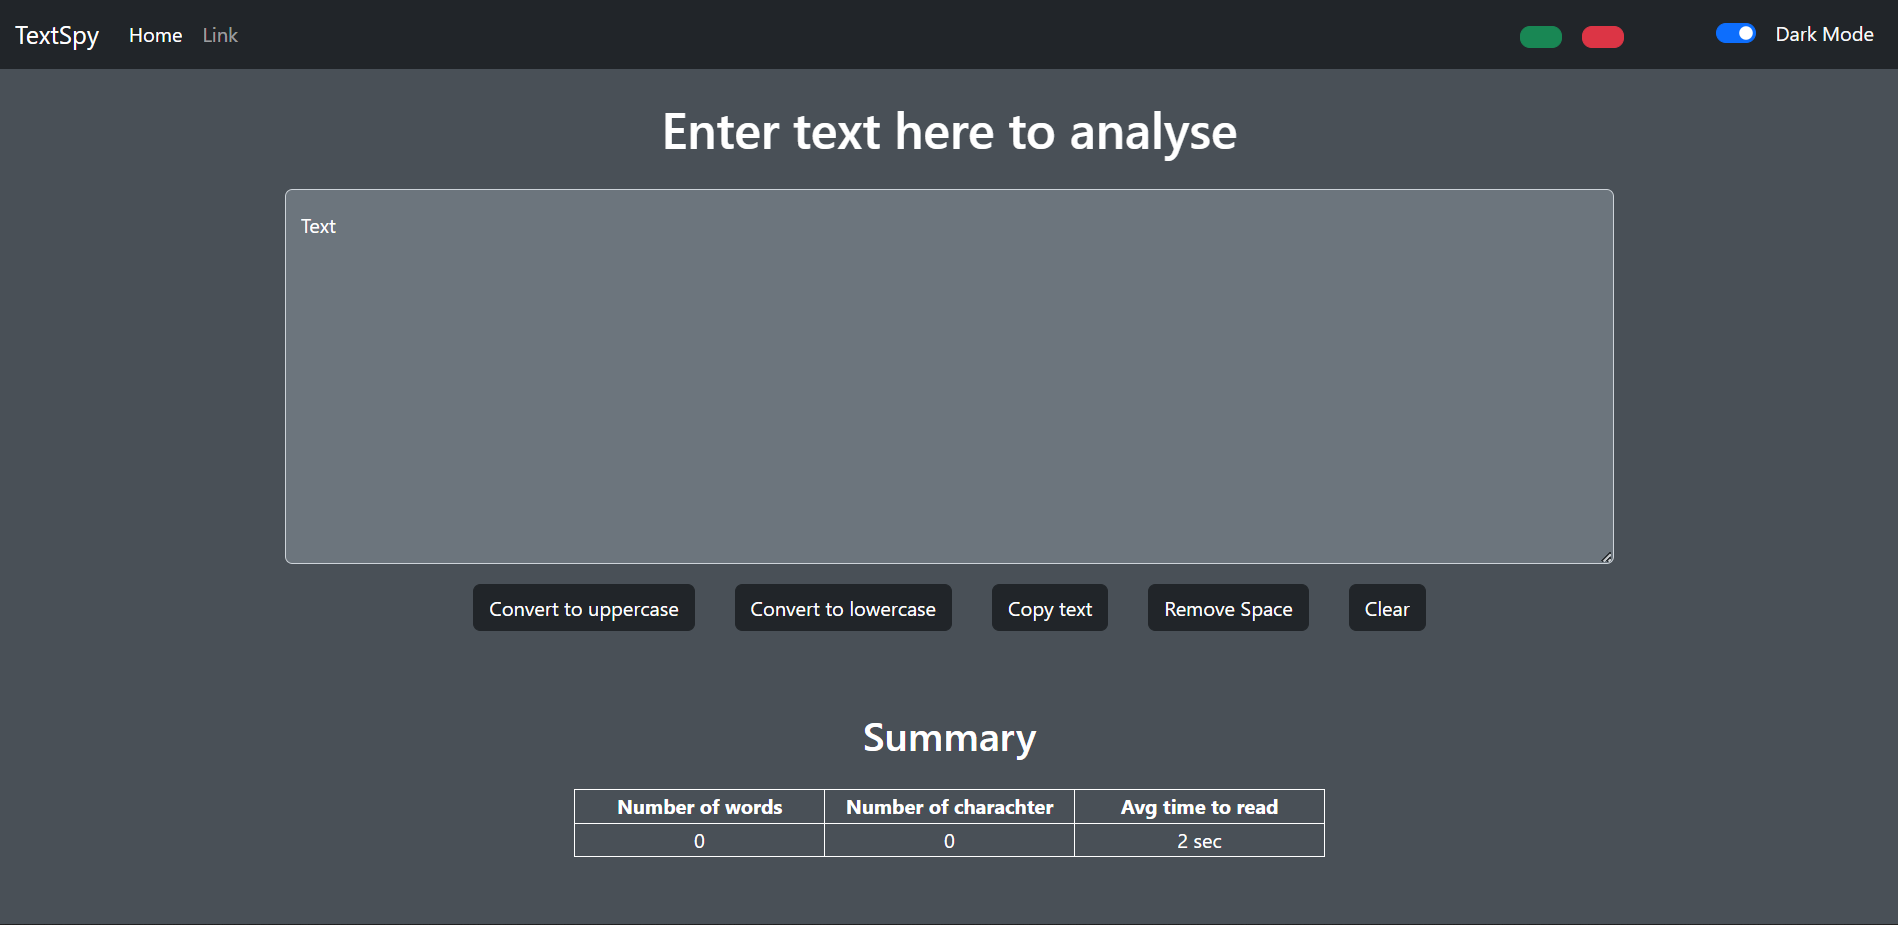 TextSpy Home Link Dark Mode
Enter text here to analyse
Text
Convert to uppercase Convert to lowercase Copy text Remove Space Clear
Summary
Number of words Number of charachter Avg time to read
0 0 2 sec